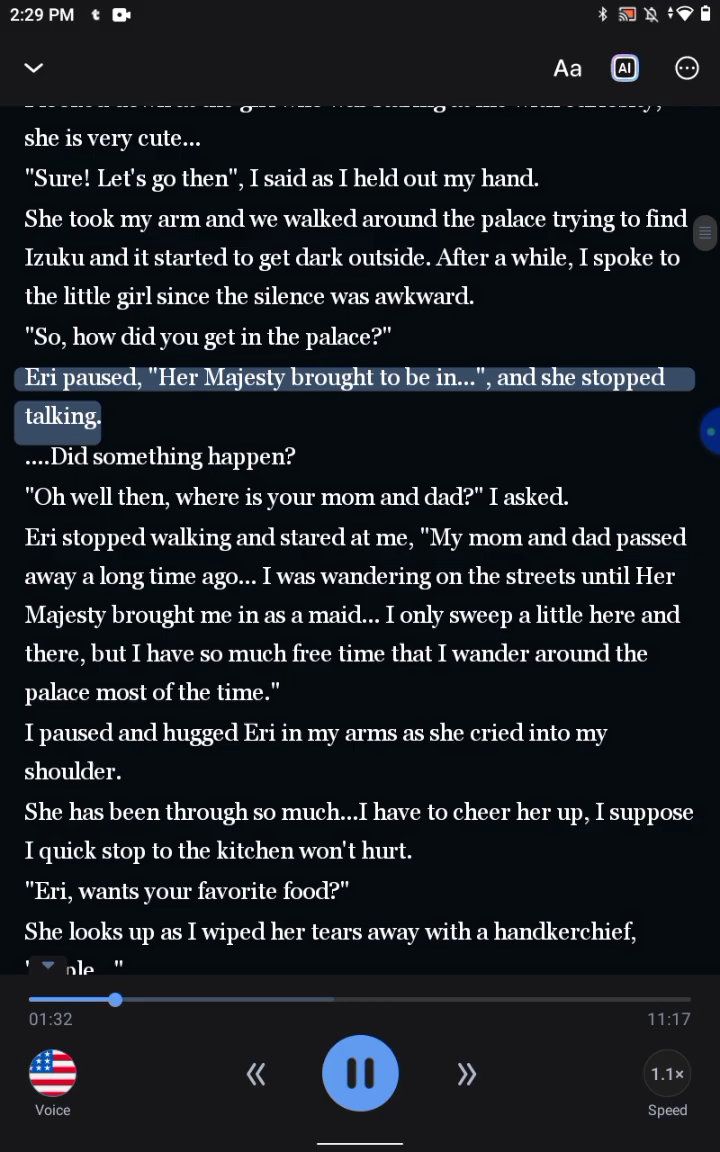 2:29 PM t
Aa AI
she is very cute...
"Sure! Let's go then", I said as I held out my hand.
She took my arm and we walked around the palace trying to find
Izuku and it started to get dark outside. After a while, I spoke to
the little girl since the silence was awkward.
"So, how did you get in the palace?"
Eri paused, "Her Majesty brought to be in...", and she stopped
talking.
....Did something happen?
"Oh well then, where is your mom and dad?" I asked.
Eri stopped walking and stared at me, "My mom and dad passed
away a long time ago... I was wandering on the streets until Her
Majesty brought me in as a maid... I only sweep a little here and
there, but I have so much free time that I wander around the
palace most of the time."
I paused and hugged Eri in my arms as she cried into my
shoulder.
She has been through so much...I have to cheer her up, I suppose
I quick stop to the kitchen won't hurt.
"Eri, wants your favorite food?"
She looks up as I wiped her tears away with a handkerchief,
01:32 11:17
1.1×
Voice Speed